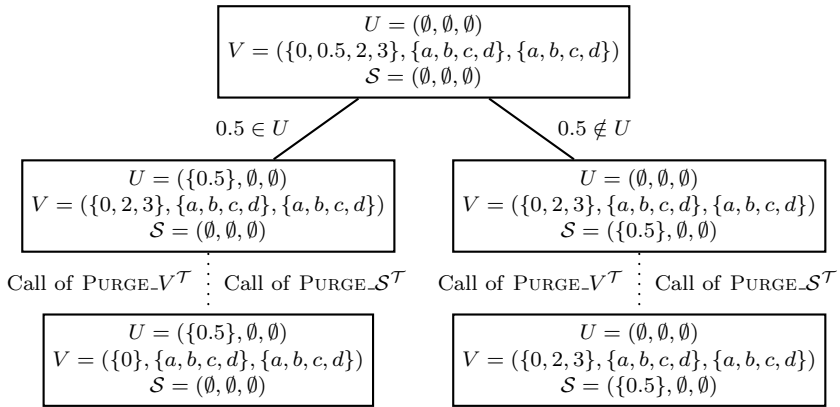 U = (∅, ∅, ∅)
V = ({0, 0.5, 2, 3}, {a, b, c, d}, {a, b, c, d})
𝒮 = (∅, ∅, ∅)
0.5 ∈ U
0.5 ∉ U
U = ({0.5}, ∅, ∅)
V = ({0, 2, 3}, {a, b, c, d}, {a, b, c, d})
𝒮 = (∅, ∅, ∅)
U = (∅, ∅, ∅)
V = ({0, 2, 3}, {a, b, c, d}, {a, b, c, d})
𝒮 = ({0.5}, ∅, ∅)
Call of PURGE_V^𝒯
Call of PURGE_𝒮^𝒯
Call of PURGE_V^𝒯
Call of PURGE_𝒮^𝒯
U = ({0.5}, ∅, ∅)
V = ({0}, {a, b, c, d}, {a, b, c, d})
𝒮 = (∅, ∅, ∅)
U = (∅, ∅, ∅)
V = ({0, 2, 3}, {a, b, c, d}, {a, b, c, d})
𝒮 = ({0.5}, ∅, ∅)